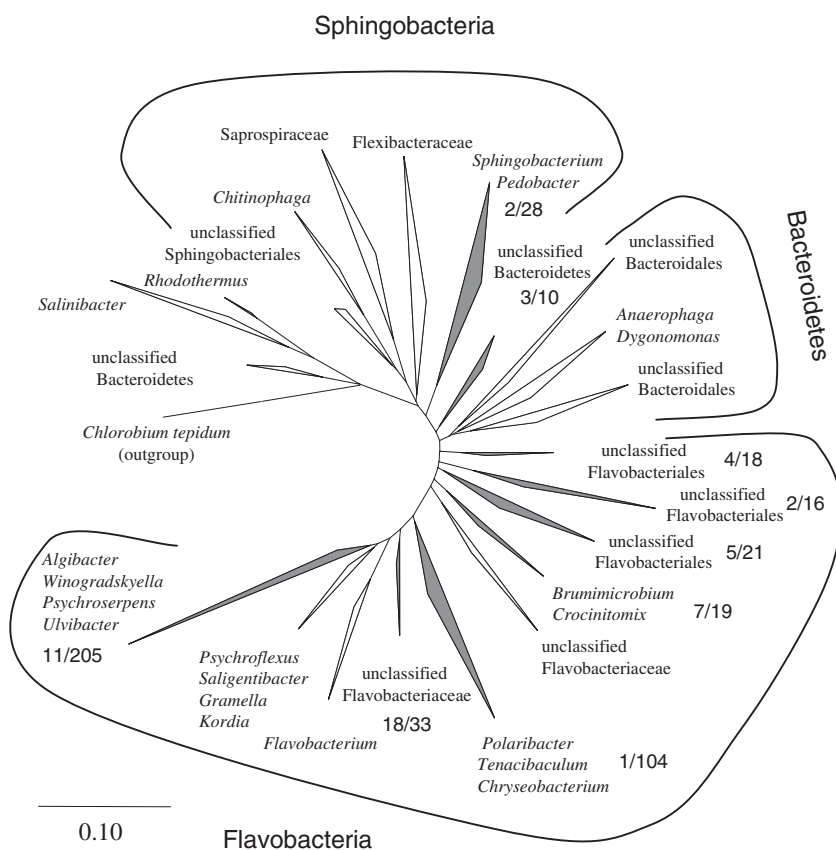 Sphingobacteria
Saprospiraceae
Flexibacteraceae
Sphingobacterium
Pedobacter
2/28
Chitinophaga
unclassified
Sphingobacteriales
Rhodothermus
Salinibacter
unclassified
Bacteroidetes
Chlorobium tepidum
(outgroup)
unclassified
Bacteroidetes
3/10
unclassified
Bacteroidales
Anaerophaga
Dygonomonas
unclassified
Bacteroidales
Bacteroidetes
unclassified
Flavobacteriales
4/18
unclassified
Flavobacteriales
2/16
unclassified
Flavobacteriales
5/21
Brumimicrobium
Crocinitomix
7/19
unclassified
Flavobacteriaceae
Polaribacter
Tenacibaculum
Chryseobacterium
1/104
unclassified
Flavobacteriaceae
18/33
Flavobacterium
Psychroflexus
Saligentibacter
Gramella
Kordia
Algibacter
Winogradskyella
Psychroserpens
Ulvibacter
11/205
0.10
Flavobacteria